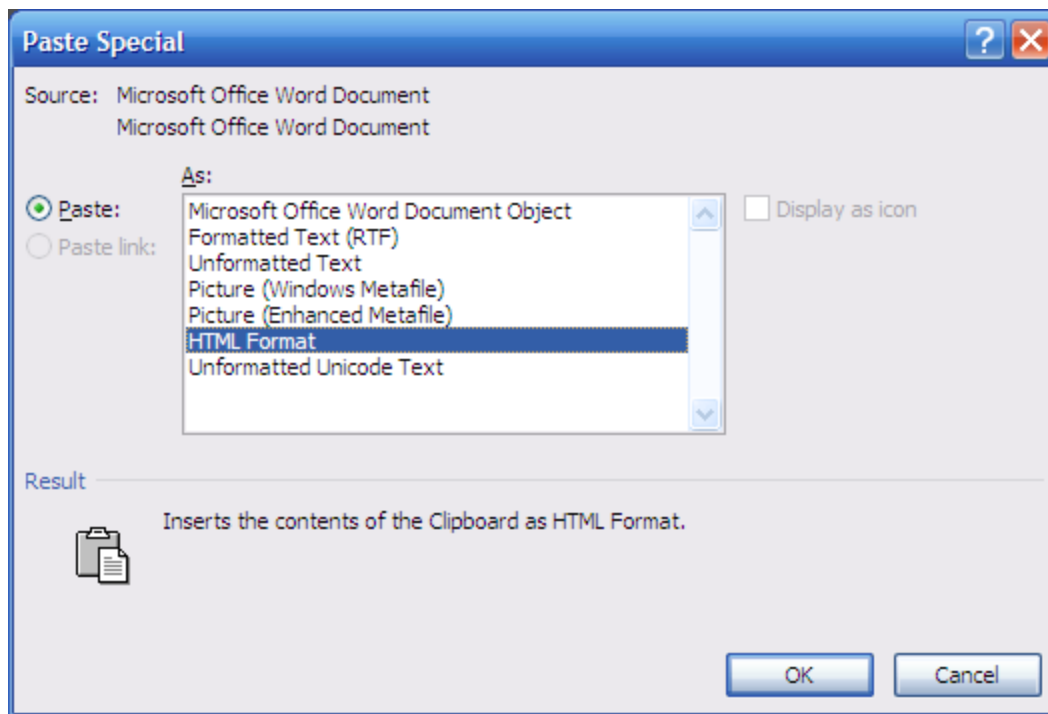 Paste Special
Source: Microsoft Office Word Document
Microsoft Office Word Document
As:
Paste:
Paste link:
Microsoft Office Word Document Object
Formatted Text (RTF)
Unformatted Text
Picture (Windows Metafile)
Picture (Enhanced Metafile)
HTML Format
Unformatted Unicode Text
Display as icon
Result
Inserts the contents of the Clipboard as HTML Format.
OK Cancel